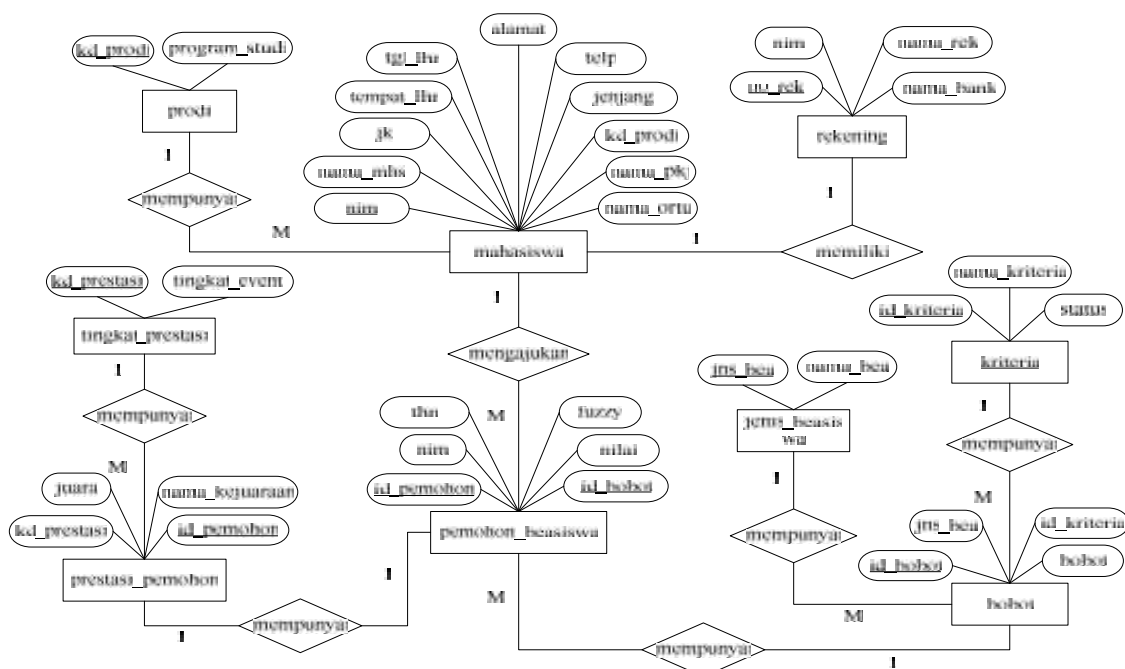 alamat
kd_prodi
program_studi
nim
nama_rek
tgl_lhr
telp
no_rek
nama_bank
tempat_lhr
jenjang
prodi
jk
kd_prodi
rekening
1
nama_mhs
nama_pkj
mempunyai
nim
nama_ortu
1
M
mahasiswa
1
memiliki
kd_prestasi
tingkat_event
1
nama_kriteria
id_kriteria
status
tingkat_prestasi
mengajukan
kriteria
1
jns_bea
nama_bea
1
mempunyai
thn
M
fuzzy
jenis_beasis
wa
mempunyai
nim
nilai
M
1
juara
nama_kejuaraan
id_pemohon
id_bobot
M
kd_prestasi
id_pemohon
pemohon_beasiswa
mempunyai
jns_bea
id_kriteria
id_bobot
bobot
prestasi_pemohon
1
M
M
bobot
1
mempunyai
mempunyai
1